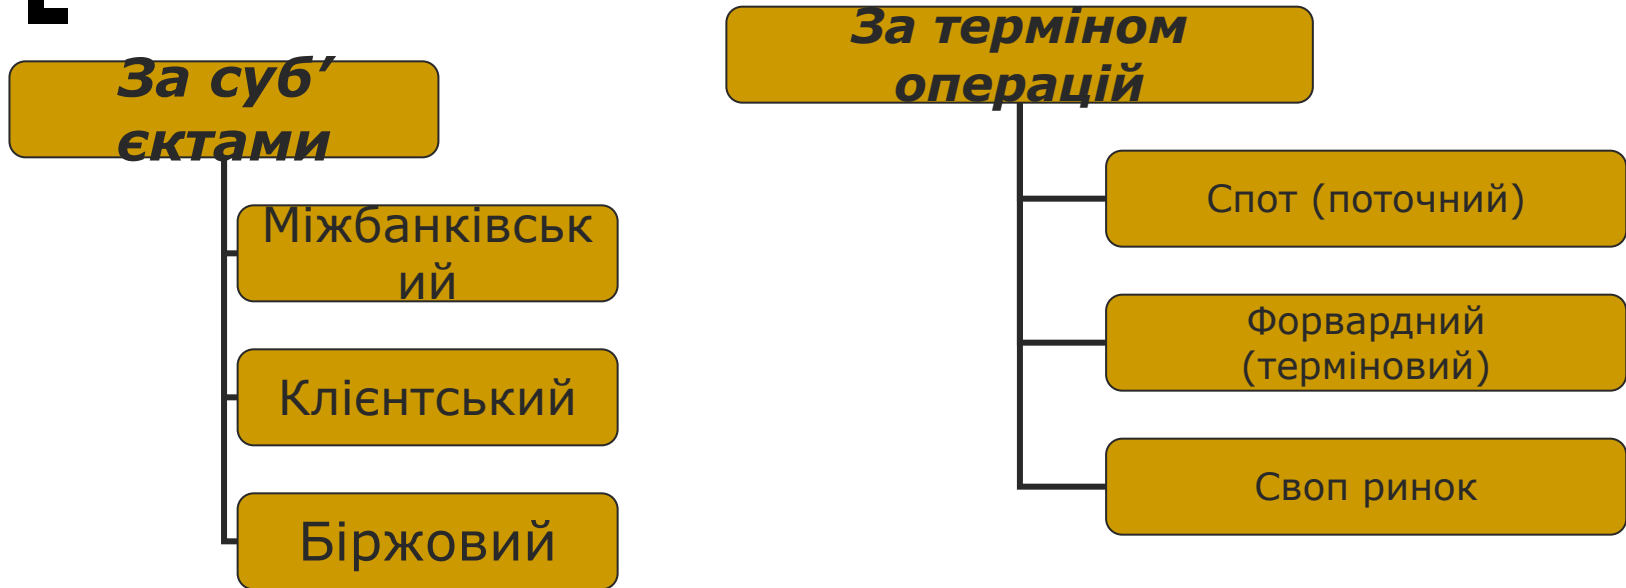 За суб’
єктами
Міжбанківськ
ий
Клієнтський
Біржовий
За терміном
операцій
Спот (поточний)
Форвардний
(терміновий)
Своп ринок